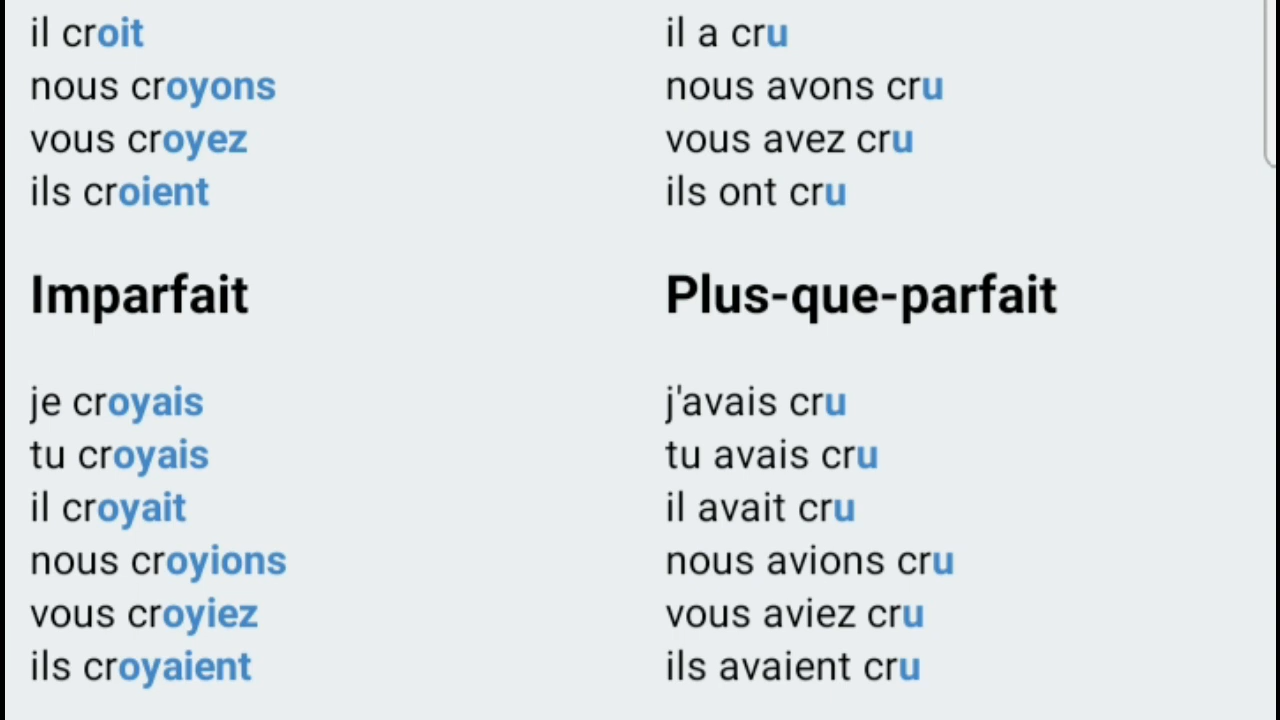 il croit
nous croyons
vous croyez
ils croient
il a cru
nous avons cru
vous avez cru
ils ont cru
Imparfait
je croyais
tu croyais
il croyait
nous croyions
vous croyiez
ils croyaient
Plus-que-parfait
j'avais cru
tu avais cru
il avait cru
nous avions cru
vous aviez cru
ils avaient cru